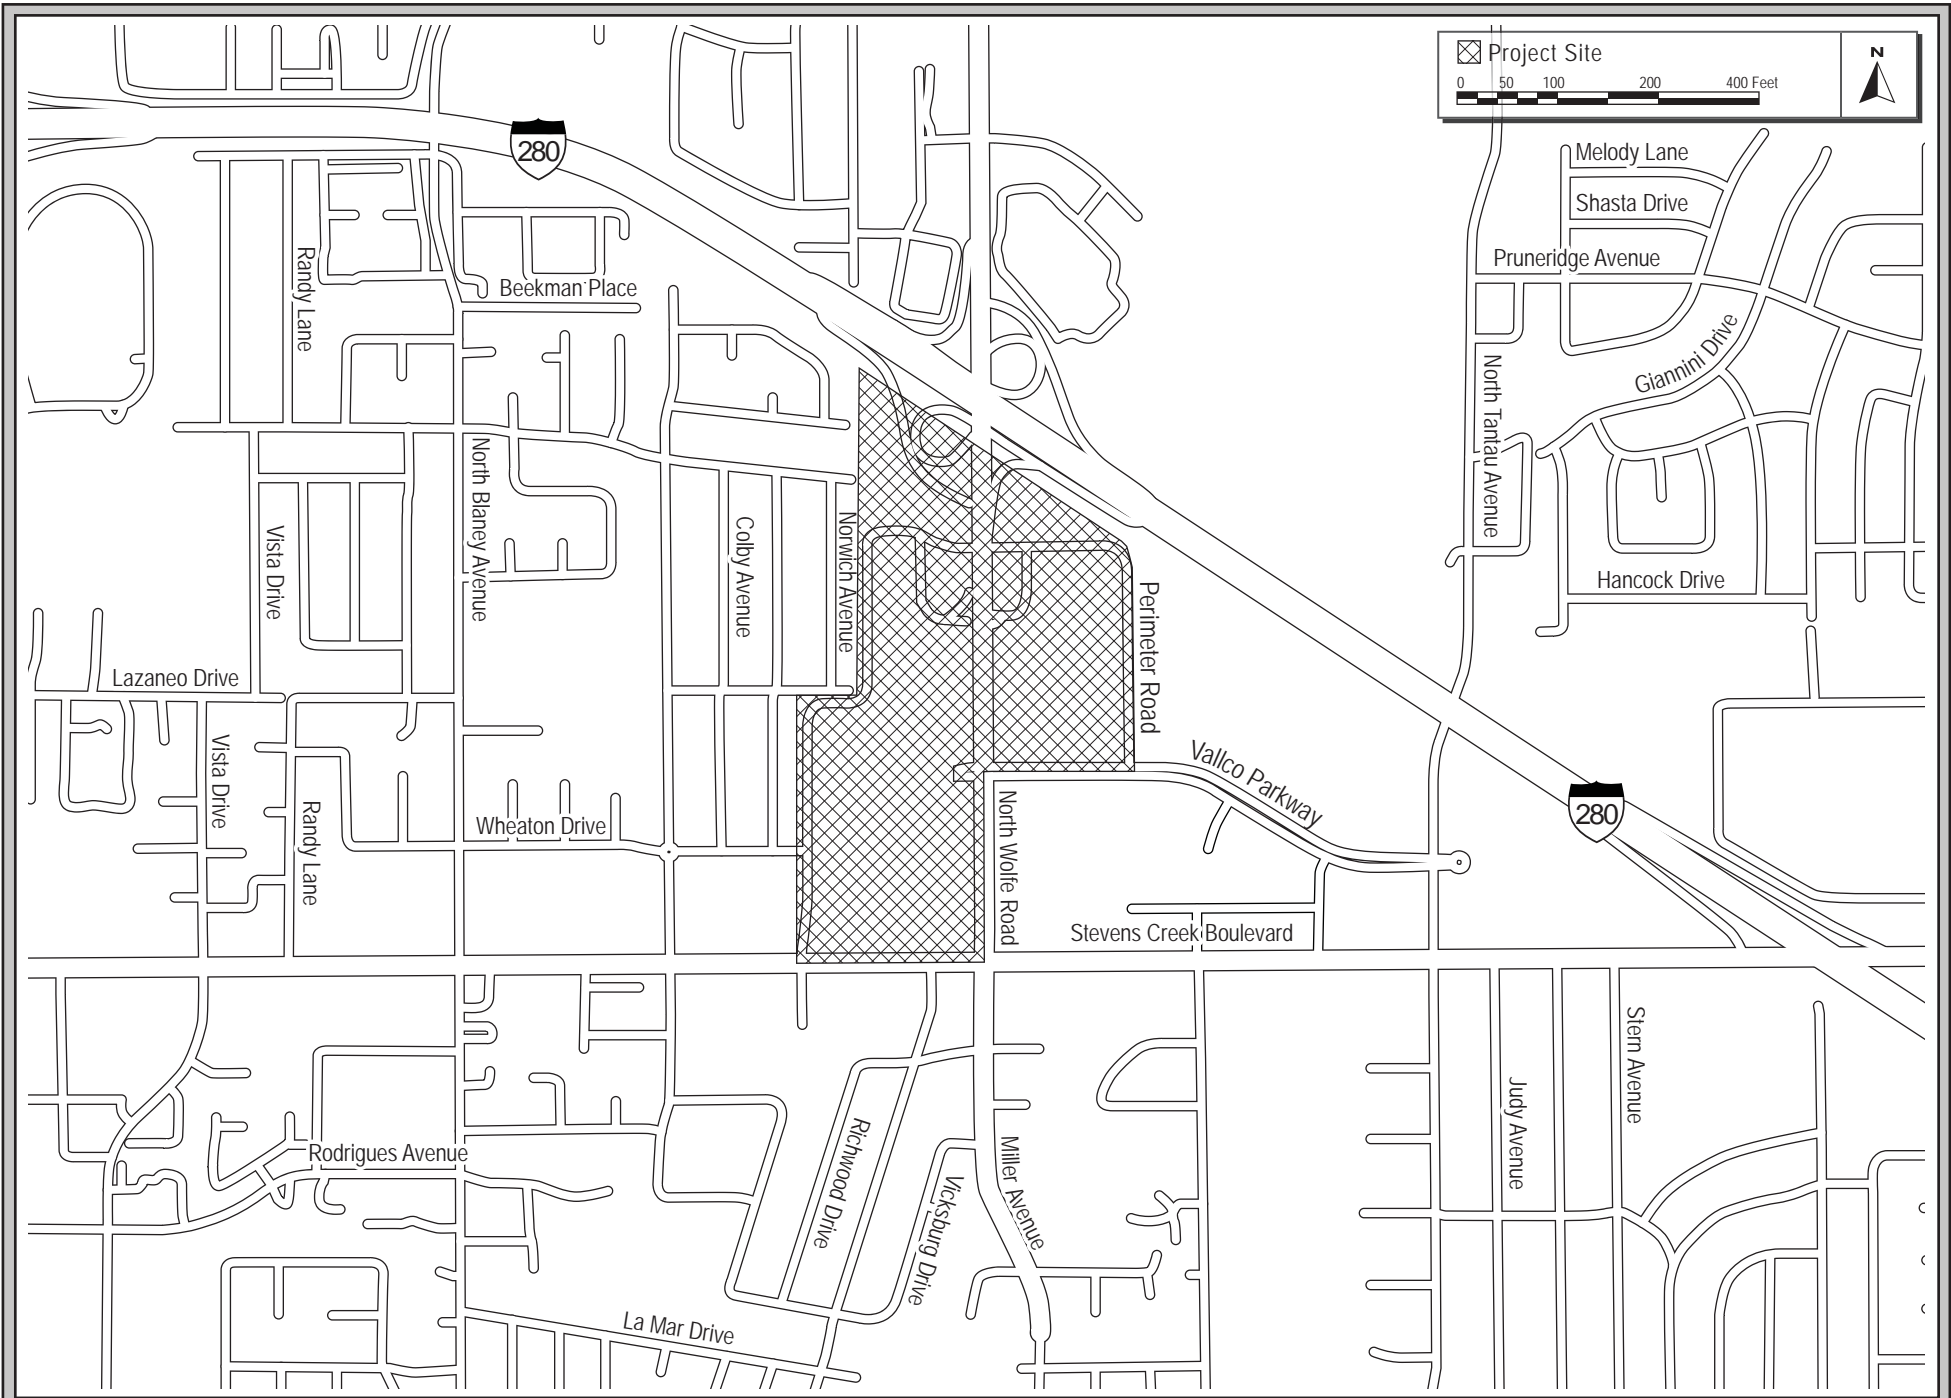 Project Site
N
0 50 100 200 400 Feet
280
Melody Lane
Shasta Drive
Pruneridge Avenue
Randy Lane
Beekman Place
Giannini Drive
North Tantau Avenue
North Blaney Avenue
Vista Drive
Colby Avenue
Norwich Avenue
Hancock Drive
Perimeter Road
Lazaneo Drive
Vista Drive
Vallco Parkway
280
Randy Lane
Wheaton Drive
North Wolfe Road
Stevens Creek Boulevard
Stern Avenue
Judy Avenue
Richwood Drive
Rodrigues Avenue
Miller Avenue
Vicksburg Drive
La Mar Drive